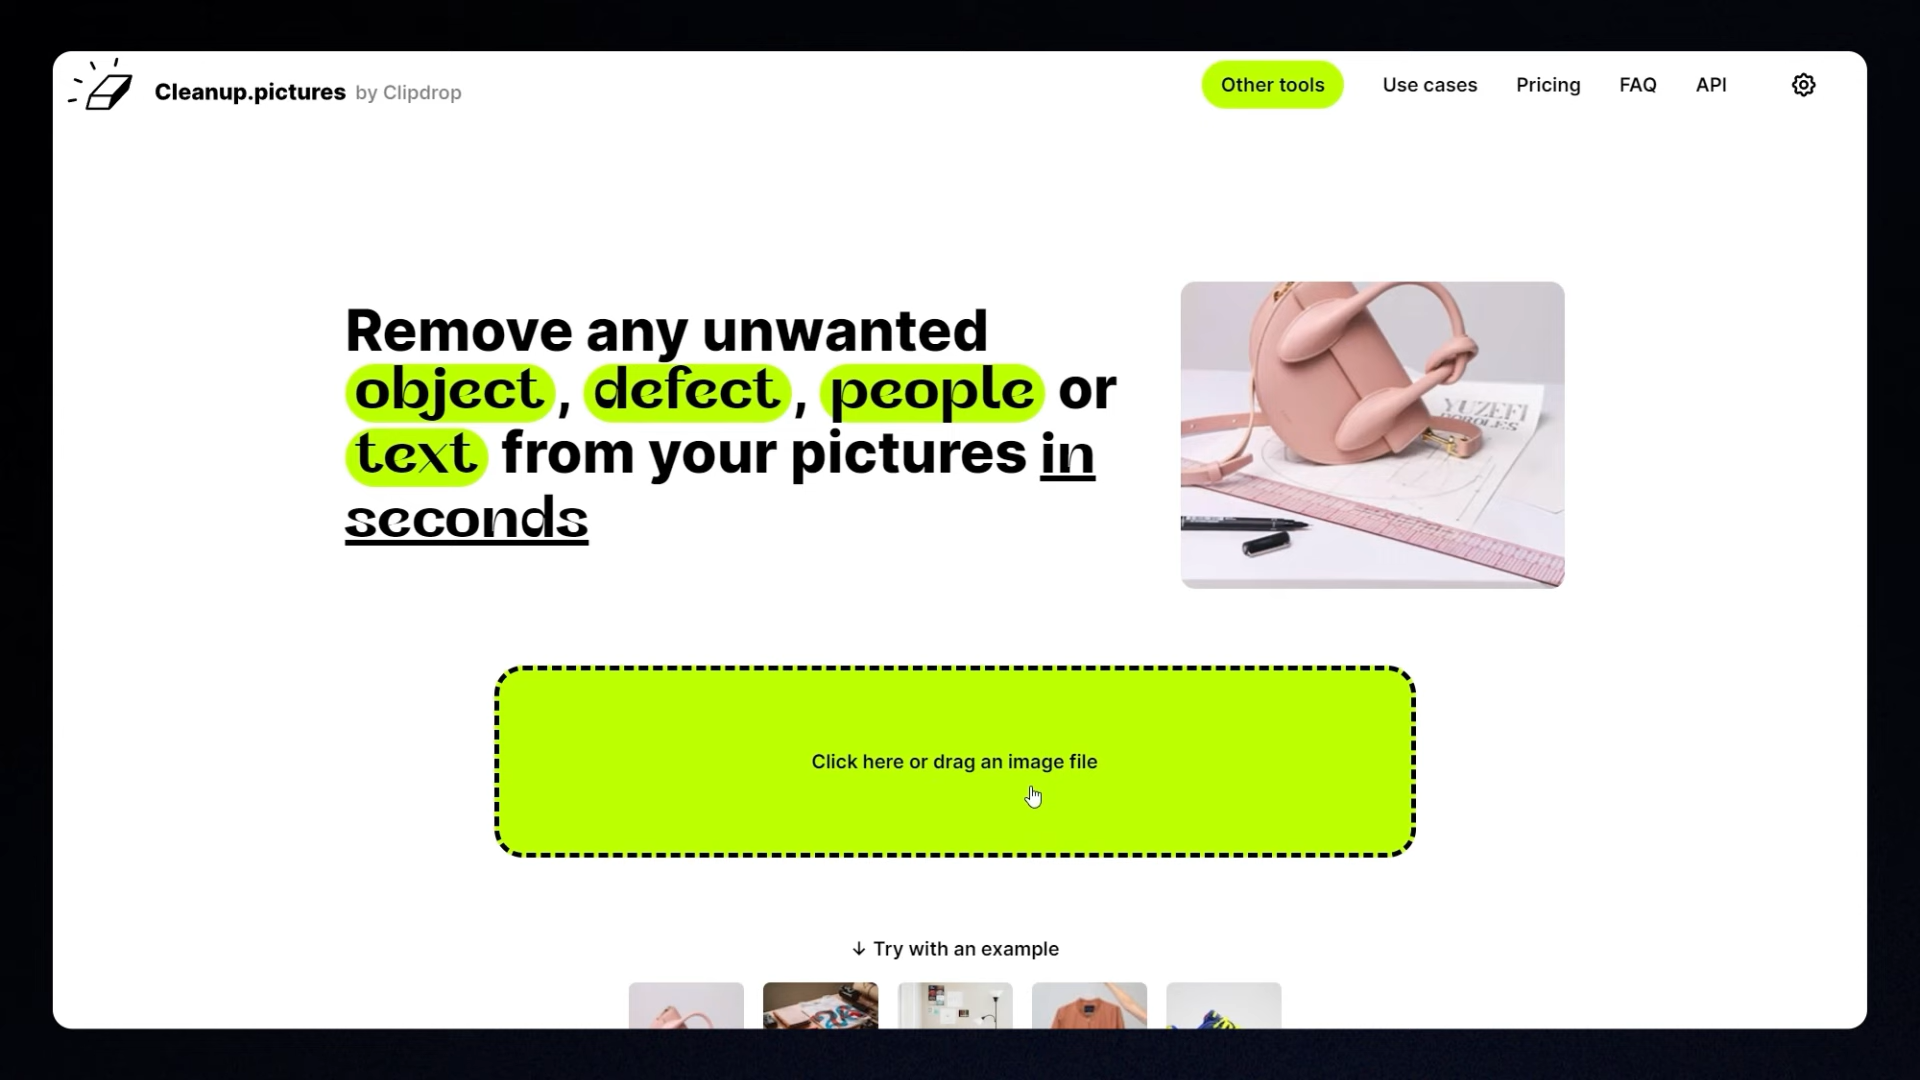 Cleanup.pictures by Clipdrop
Other tools
Use cases
Pricing
FAQ
API
Remove any unwanted
object, defect, people or
text from your pictures in
seconds
YUZEFI
Click here or drag an image file
↓ Try with an example